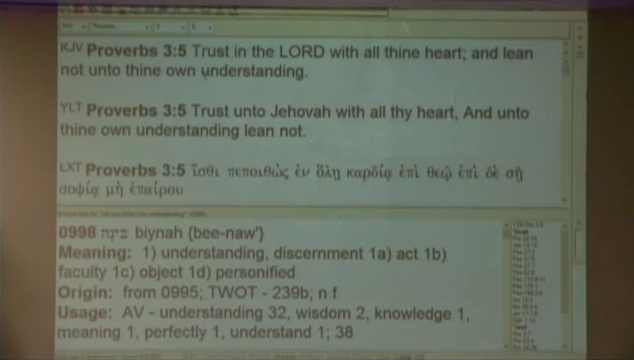 KJV Proverbs 3:5 Trust in the LORD with all thine heart; and lean
not unto thine own understanding.
YLT Proverbs 3:5 Trust unto Jehovah with all thy heart, And unto
thine own understanding lean not.
LXT Proverbs 3:5 ἴσθι πεποιθὼς ἐν ὅλῃ καρδίᾳ ἐπὶ θεῷ ἐπὶ δὲ σῇ
σοφίᾳ μὴ ἐπαίρου
0998 בִּינָה biynah {bee-naw'}
Meaning: 1) understanding, discernment 1a) act 1b)
faculty 1c) object 1d) personified
Origin: from 0995; TWOT - 239b; n f
Usage: AV - understanding 32, wisdom 2, knowledge 1,
meaning 1, perfectly 1, understand 1; 38